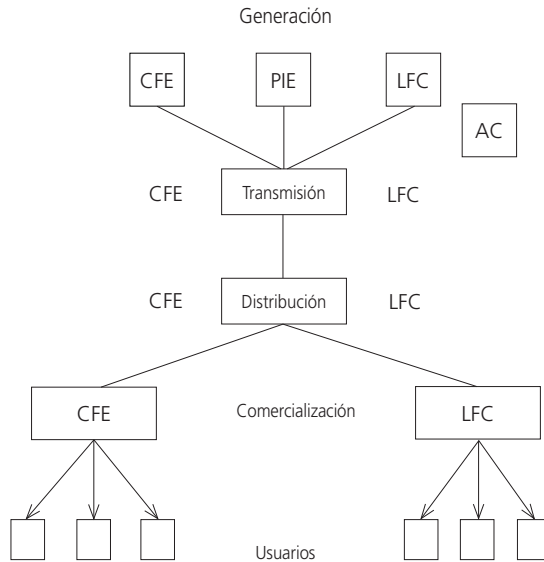 Generación
CFE PIE LFC
AC
CFE Transmisión LFC
CFE Distribución LFC
CFE Comercialización LFC
Usuarios